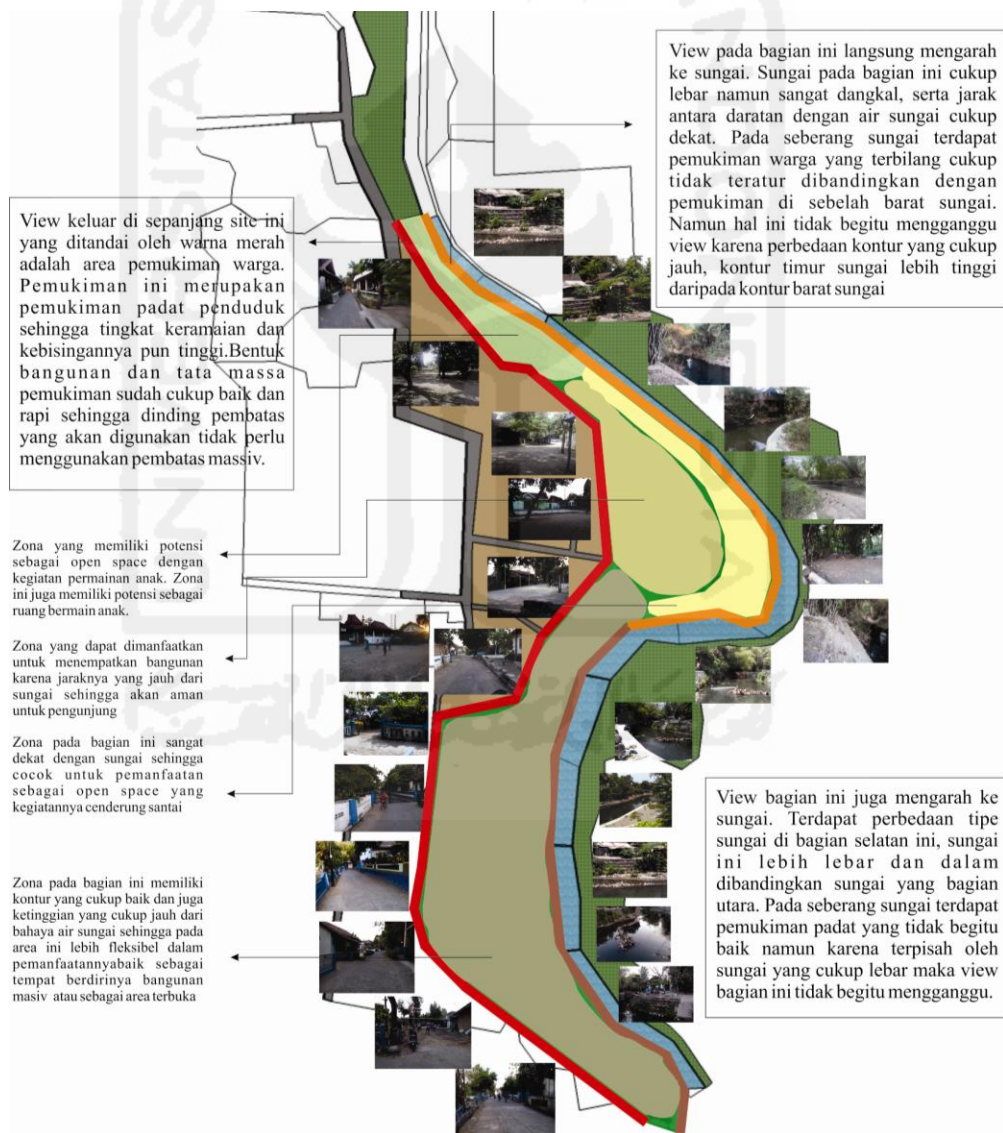 View pada bagian ini langsung mengarah
ke sungai. Sungai pada bagian ini cukup
lebar namun sangat dangkal, serta jarak
antara daratan dengan air sungai cukup
dekat. Pada seberang sungai terdapat
pemukiman warga yang terbilang cukup
tidak teratur dibandingkan dengan
pemukiman di sebelah barat sungai.
Namun hal ini tidak begitu mengganggu
view karena perbedaan kontur yang cukup
jauh, kontur timur sungai lebih tinggi
daripada kontur barat sungai
View keluar di sepanjang site ini
yang ditandai oleh warna merah
adalah area pemukiman warga.
Pemukiman ini merupakan
pemukiman padat penduduk
sehingga tingkat keramaian dan
kebisingannya pun tinggi.Bentuk
bangunan dan tata massa
pemukiman sudah cukup baik dan
rapi sehingga dinding pembatas
yang akan digunakan tidak perlu
menggunakan pembatas massiv.
Zona yang memiliki potensi
sebagai open space dengan
kegiatan permainan anak. Zona
ini juga memiliki potensi sebagai
ruang bermain anak.
Zona yang dapat dimanfaatkan
untuk menempatkan bangunan
karena jaraknya yang jauh dari
sungai sehingga akan aman
untuk pengunjung
Zona pada bagian ini sangat
dekat dengan sungai sehingga
cocok untuk pemanfaatan
sebagai open space yang
kegiatannya cenderung santai
Zona pada bagian ini memiliki
kontur yang cukup baik dan juga
ketinggian yang cukup jauh dari
bahaya air sungai sehingga pada
area ini lebih fleksibel dalam
pemanfaatannyabaik sebagai
tempat berdirinya bangunan
masiv atau sebagai area terbuka
View bagian ini juga mengarah ke
sungai. Terdapat perbedaan tipe
sungai di bagian selatan ini, sungai
ini lebih lebar dan dalam
dibandingkan sungai yang bagian
utara. Pada seberang sungai terdapat
pemukiman padat yang tidak begitu
baik namun karena terpisah oleh
sungai yang cukup lebar maka view
bagian ini tidak begitu mengganggu.